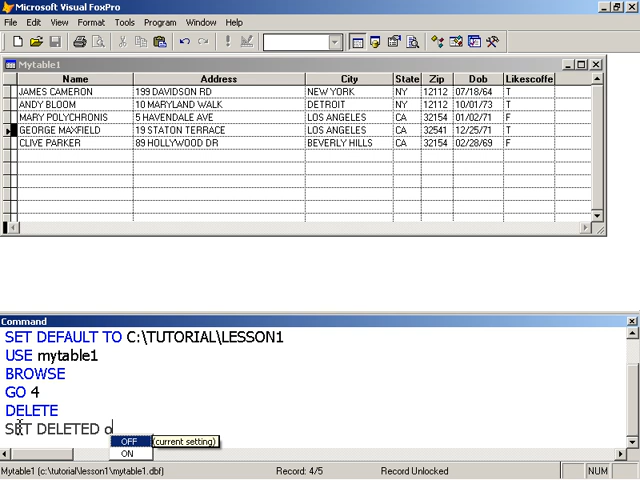 Microsoft Visual FoxPro
File Edit View Format Tools Program Window Help
Mytable1
Name Address City State Zip Dob Likescoffe
JAMES CAMERON 199 DAVIDSON RD NEW YORK NY 12112 07/18/64 T
ANDY BLOOM 10 MARYLAND WALK DETROIT NY 12112 10/01/73 T
MARY POLYCHRONIS 5 HAVENDALE AVE LOS ANGELES CA 32154 01/02/71 F
GEORGE MAXFIELD 19 STATON TERRACE LOS ANGELES CA 32541 12/25/71 T
CLIVE PARKER 89 HOLLYWOOD DR BEVERLY HILLS CA 32154 02/28/69 F
Command
SET DEFAULT TO C:\TUTORIAL\LESSON1
USE mytable1
BROWSE
GO 4
DELETE
SET DELETED o
OFF (current setting)
ON
Mytable1 (c:\tutorial\lesson1\mytable1.dbf) Record: 4/5 Record Unlocked NUM